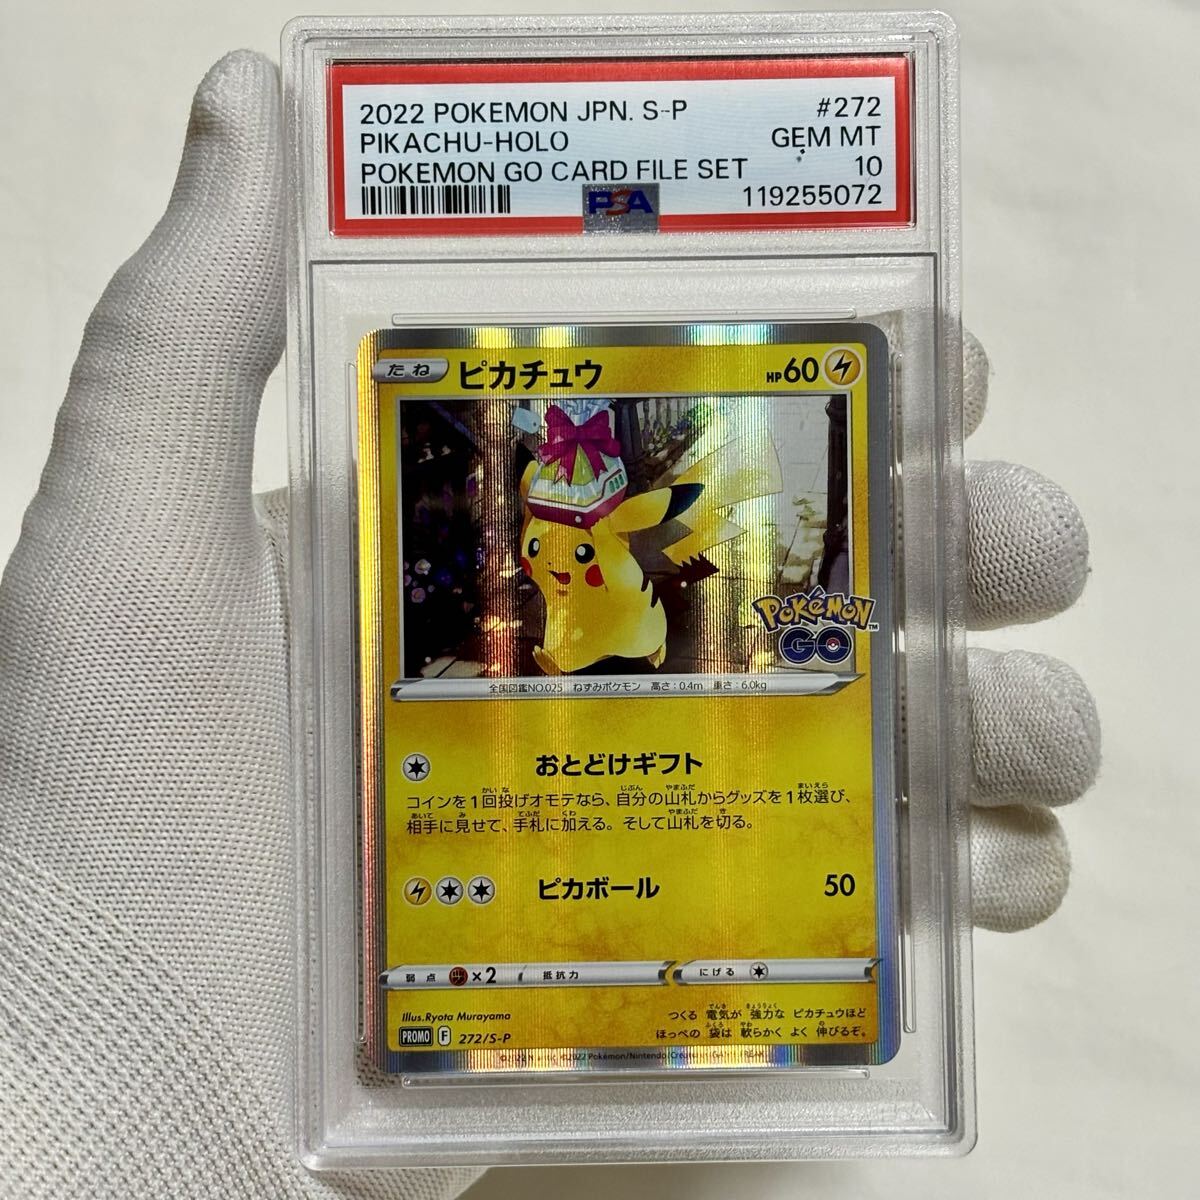 2022 POKEMON JPN. S-P #272
PIKACHU-HOLO GEM MT
POKEMON GO CARD FILE SET 10
PSA 119255072
たね ピカチュウ HP60
POKéMON™
GO
全国図鑑NO.025 ねずみポケモン 高さ:0.4m 重さ:6.0kg
おとどけギフト
コインを1回投げオモテなら、自分の山札からグッズを1枚選び、
相手に見せて、手札に加える。そして山札を切る。
ピカボール 50
弱点 ×2 抵抗力 にげる
Illus.Ryota Murayama
つくる 電気が 強力な ピカチュウほど
ほっぺの 袋は 軟らかく よく 伸びるぞ。
PROMO F 272/S-P
©2022 Pokémon/Nintendo/Creatures/GAME FREAK